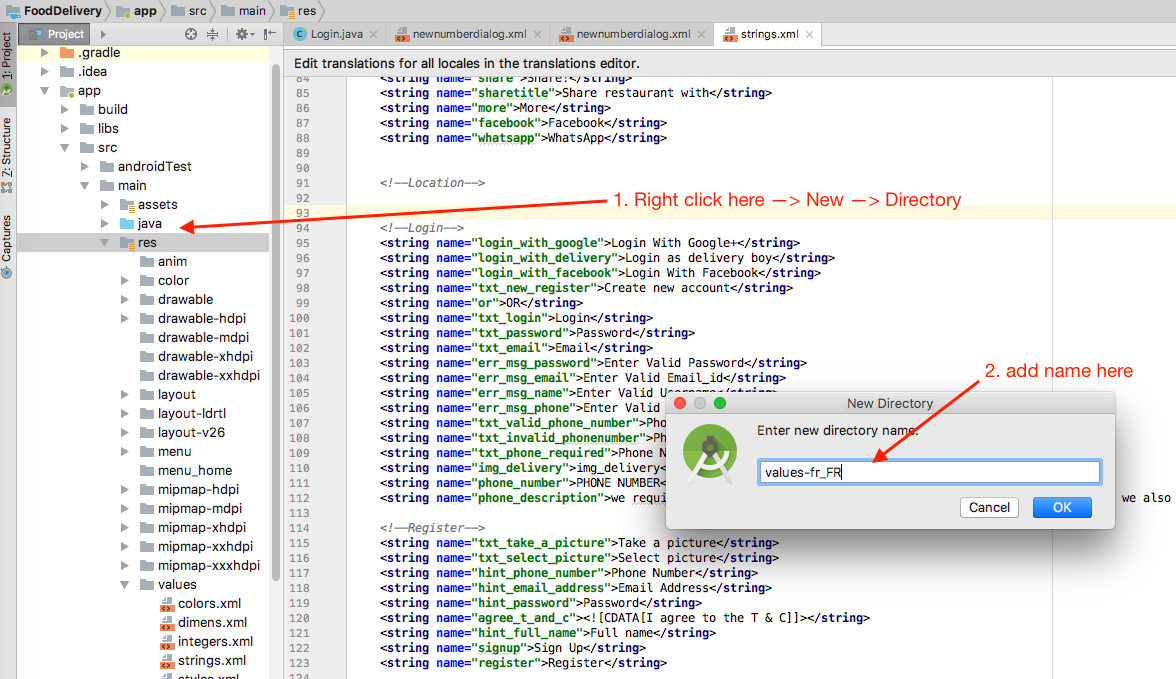 FoodDelivery app src main res
Project
Login.java newnumberdialog.xml newnumberdialog.xml strings.xml
Edit translations for all locales in the translations editor.
1: Project
Z: Structure
Captures
.gradle
.idea
app
build
libs
src
androidTest
main
assets
java
res
anim
color
drawable
drawable-hdpi
drawable-mdpi
drawable-xhdpi
drawable-xxhdpi
layout
layout-ldrtl
layout-v26
menu
menu_home
mipmap-hdpi
mipmap-mdpi
mipmap-xhdpi
mipmap-xxhdpi
mipmap-xxxhdpi
values
colors.xml
dimens.xml
integers.xml
strings.xml
styles.xml
84 <string name="share">Share!</string>
85 <string name="sharetitle">Share restaurant with</string>
86 <string name="more">More</string>
87 <string name="facebook">Facebook</string>
88 <string name="whatsapp">WhatsApp</string>
89
90
91 <!--Location-->
92
93
94 <!--Login-->
95 <string name="login_with_google">Login With Google+</string>
96 <string name="login_with_delivery">Login as delivery boy</string>
97 <string name="login_with_facebook">Login With Facebook</string>
98 <string name="txt_new_register">Create new account</string>
99 <string name="or">OR</string>
100 <string name="txt_login">Login</string>
101 <string name="txt_password">Password</string>
102 <string name="txt_email">Email</string>
103 <string name="err_msg_password">Enter Valid Password</string>
104 <string name="err_msg_email">Enter Valid Email_id</string>
105 <string name="err_msg_name">Enter Valid Username</string>
106 <string name="err_msg_phone">Enter Valid
107 <string name="txt_valid_phone_number">Pho
108 <string name="txt_invalid_phonenumber">Ph
109 <string name="txt_phone_required">Phone N
110 <string name="img_delivery">img_delivery<
111 <string name="phone_number">PHONE NUMBER<
112 <string name="phone_description">we requi we also
113
114 <!--Register-->
115 <string name="txt_take_a_picture">Take a picture</string>
116 <string name="txt_select_picture">Select picture</string>
117 <string name="hint_phone_number">Phone Number</string>
118 <string name="hint_email_address">Email Address</string>
119 <string name="hint_password">Password</string>
120 <string name="agree_t_and_c"><![CDATA[I agree to the T & C]]></string>
121 <string name="hint_full_name">Full name</string>
122 <string name="signup">Sign Up</string>
123 <string name="register">Register</string>
124
1. Right click here —> New —> Directory
2. add name here
New Directory
Enter new directory name:
values-fr_FR
Cancel OK